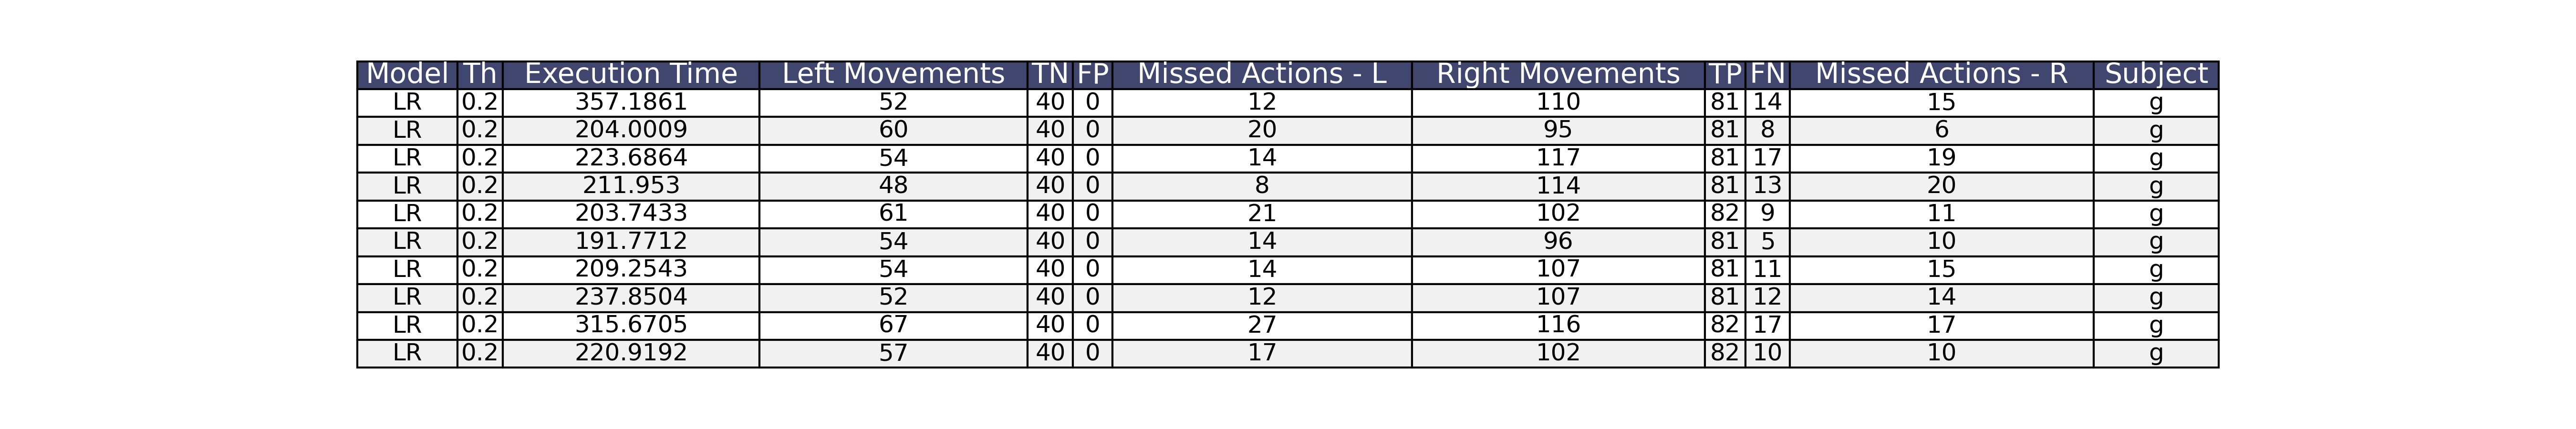 Model Th Execution Time Left Movements TN FP Missed Actions - L Right Movements TP FN Missed Actions - R Subject
LR 0.2 357.1861 52 40 0 12 110 81 14 15 g
LR 0.2 204.0009 60 40 0 20 95 81 8 6 g
LR 0.2 223.6864 54 40 0 14 117 81 17 19 g
LR 0.2 211.953 48 40 0 8 114 81 13 20 g
LR 0.2 203.7433 61 40 0 21 102 82 9 11 g
LR 0.2 191.7712 54 40 0 14 96 81 5 10 g
LR 0.2 209.2543 54 40 0 14 107 81 11 15 g
LR 0.2 237.8504 52 40 0 12 107 81 12 14 g
LR 0.2 315.6705 67 40 0 27 116 82 17 17 g
LR 0.2 220.9192 57 40 0 17 102 82 10 10 g